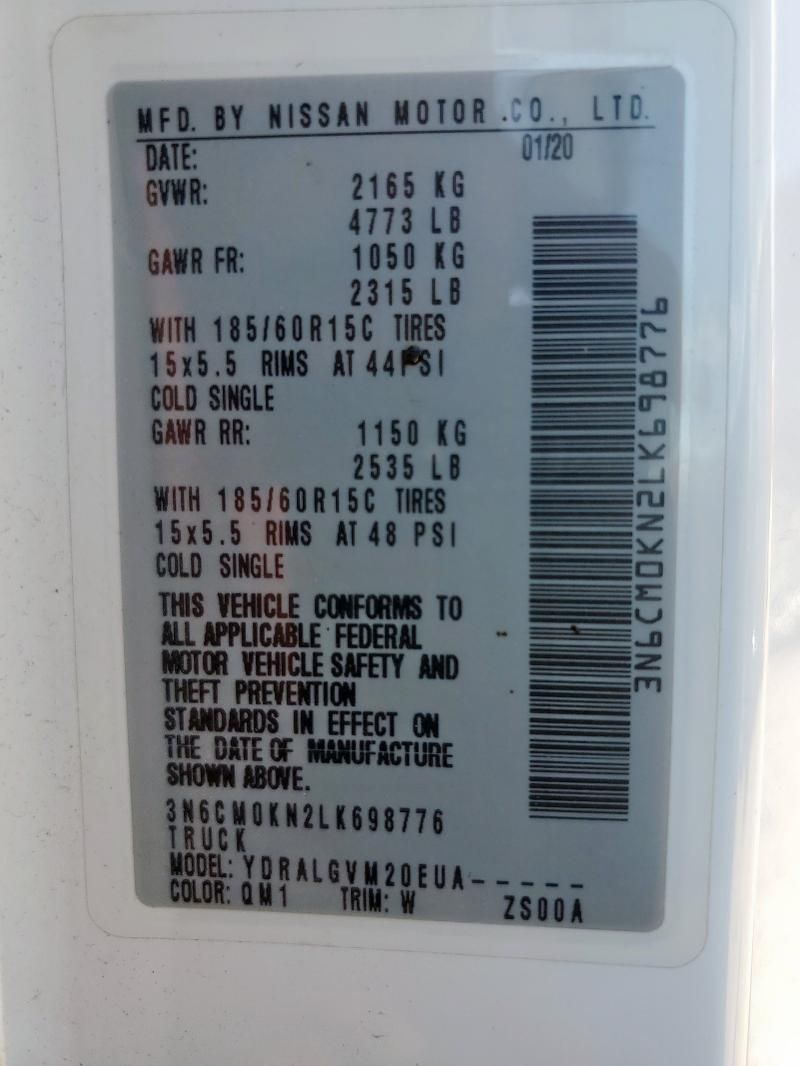 MFD. BY NISSAN MOTOR .CO., LTD.
DATE: 01/20
GVWR: 2165 KG
4773 LB
GAWR FR: 1050 KG
2315 LB
WITH 185/60R15C TIRES
15x5.5 RIMS AT 44PSI
COLD SINGLE
GAWR RR: 1150 KG
2535 LB
WITH 185/60R15C TIRES
15x5.5 RIMS AT 48 PSI
COLD SINGLE
THIS VEHICLE CONFORMS TO
ALL APPLICABLE FEDERAL
MOTOR VEHICLE SAFETY AND
THEFT PREVENTION
STANDARDS IN EFFECT ON
THE DATE OF MANUFACTURE
SHOWN ABOVE.
3N6CM0KN2LK698776
TRUCK
MODEL: YDRALGVM20EUA-----
COLOR: QM1 TRIM: W ZS00A
3N6CM0KN2LK698776